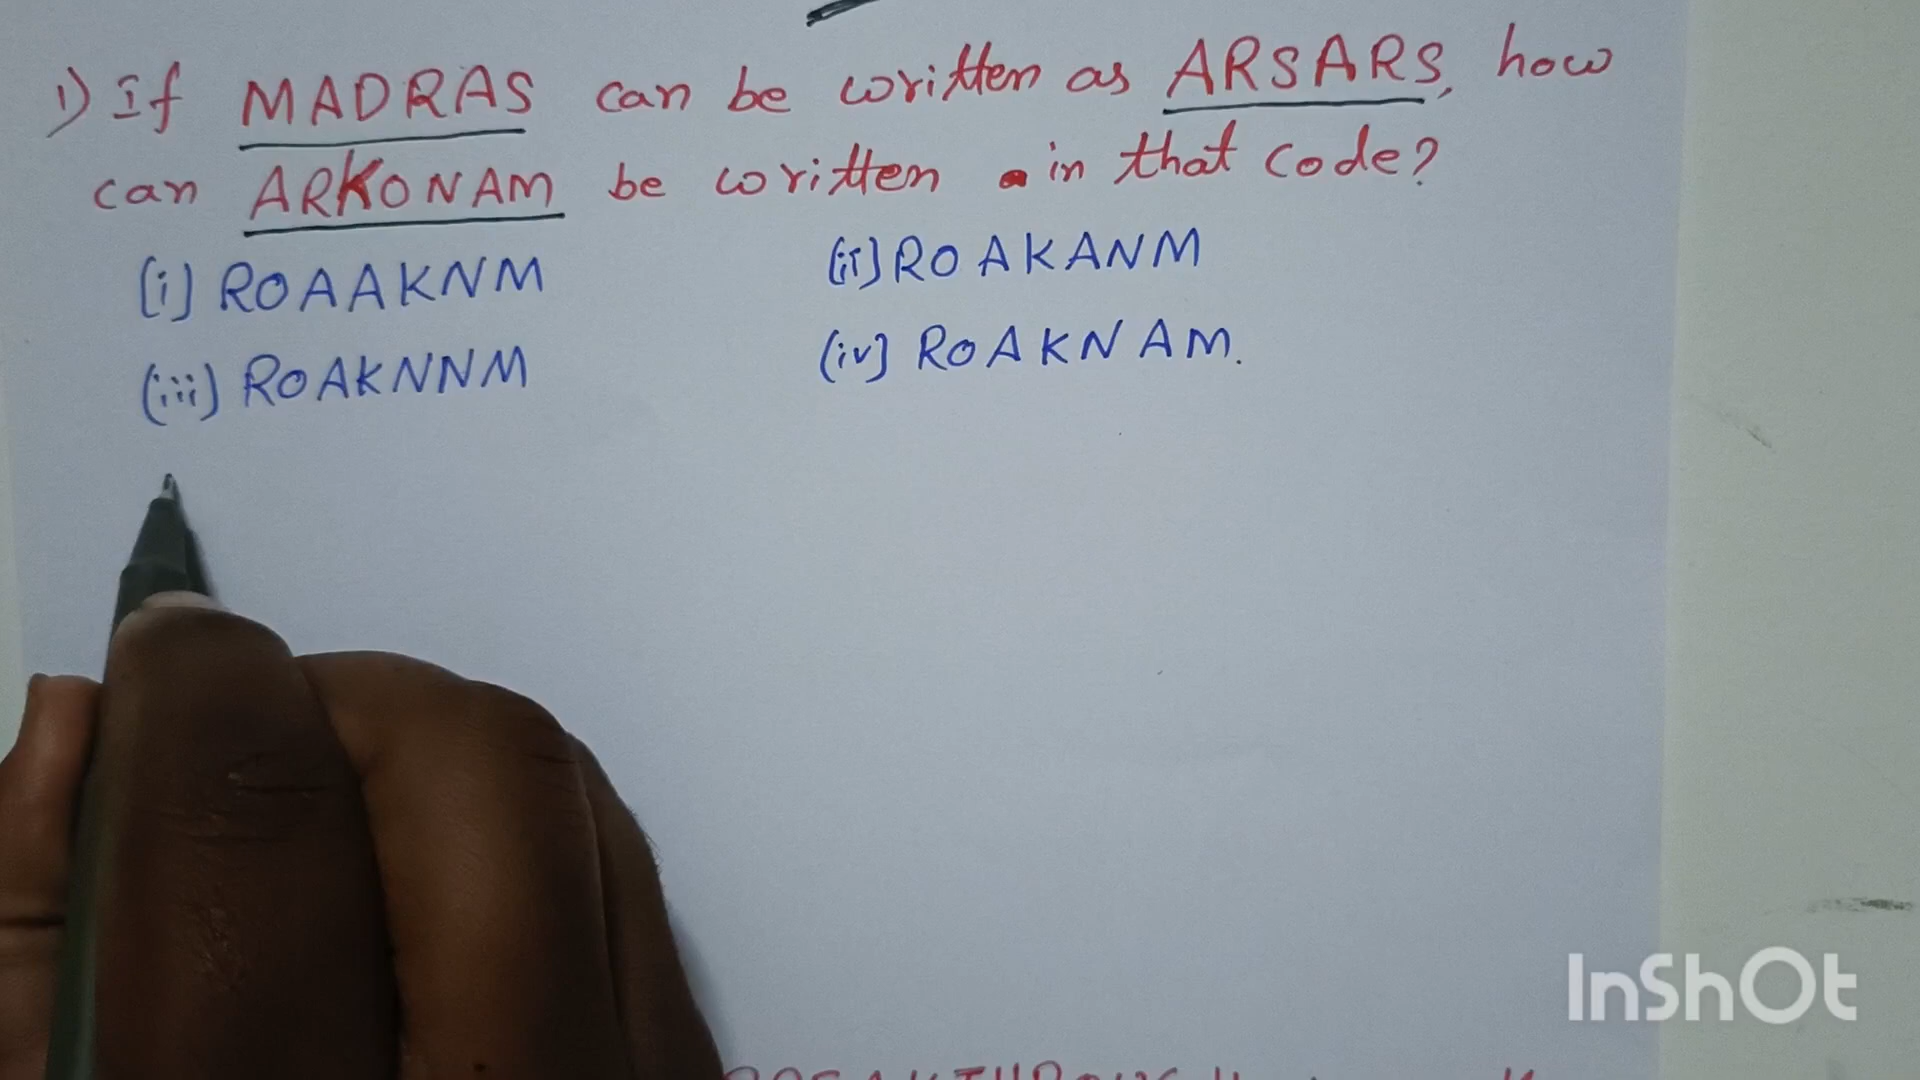 1) If MADRAS can be written as ARSARS, how
can ARKONAM be written in that code?
(i) ROAAKNM (ii) ROAKANM
(iii) ROAKNNM (iv) ROAKNAM.
InShOt